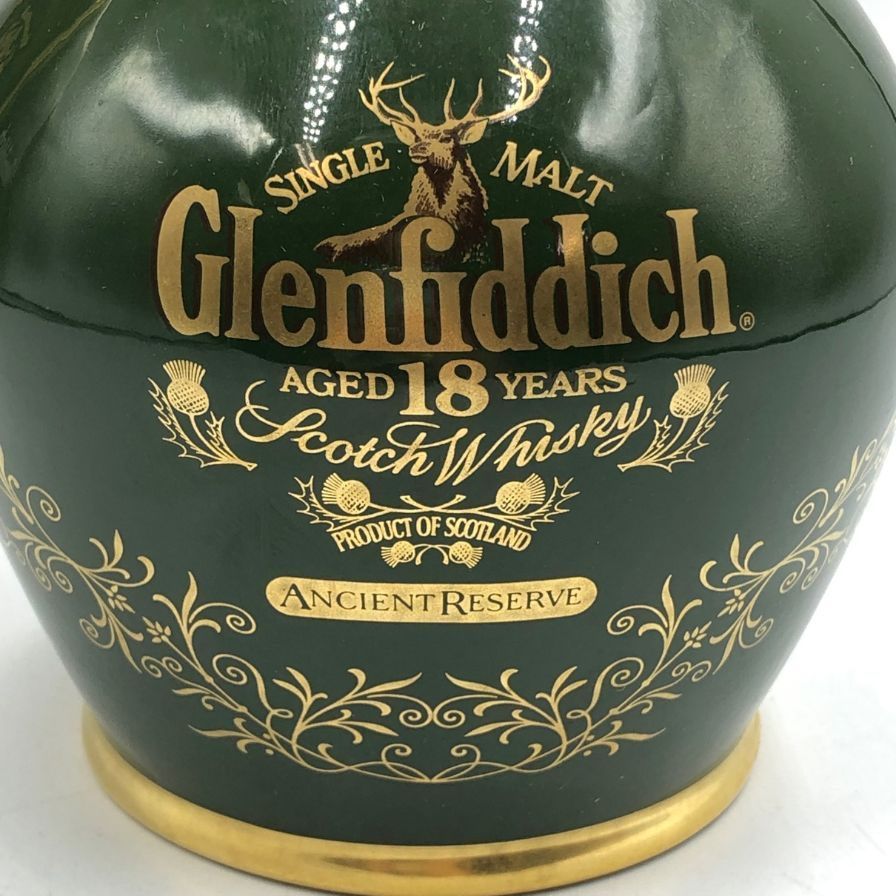 SINGLE MALT
Glenfiddich®
AGED 18 YEARS
Scotch Whisky
PRODUCT OF SCOTLAND
ANCIENT RESERVE